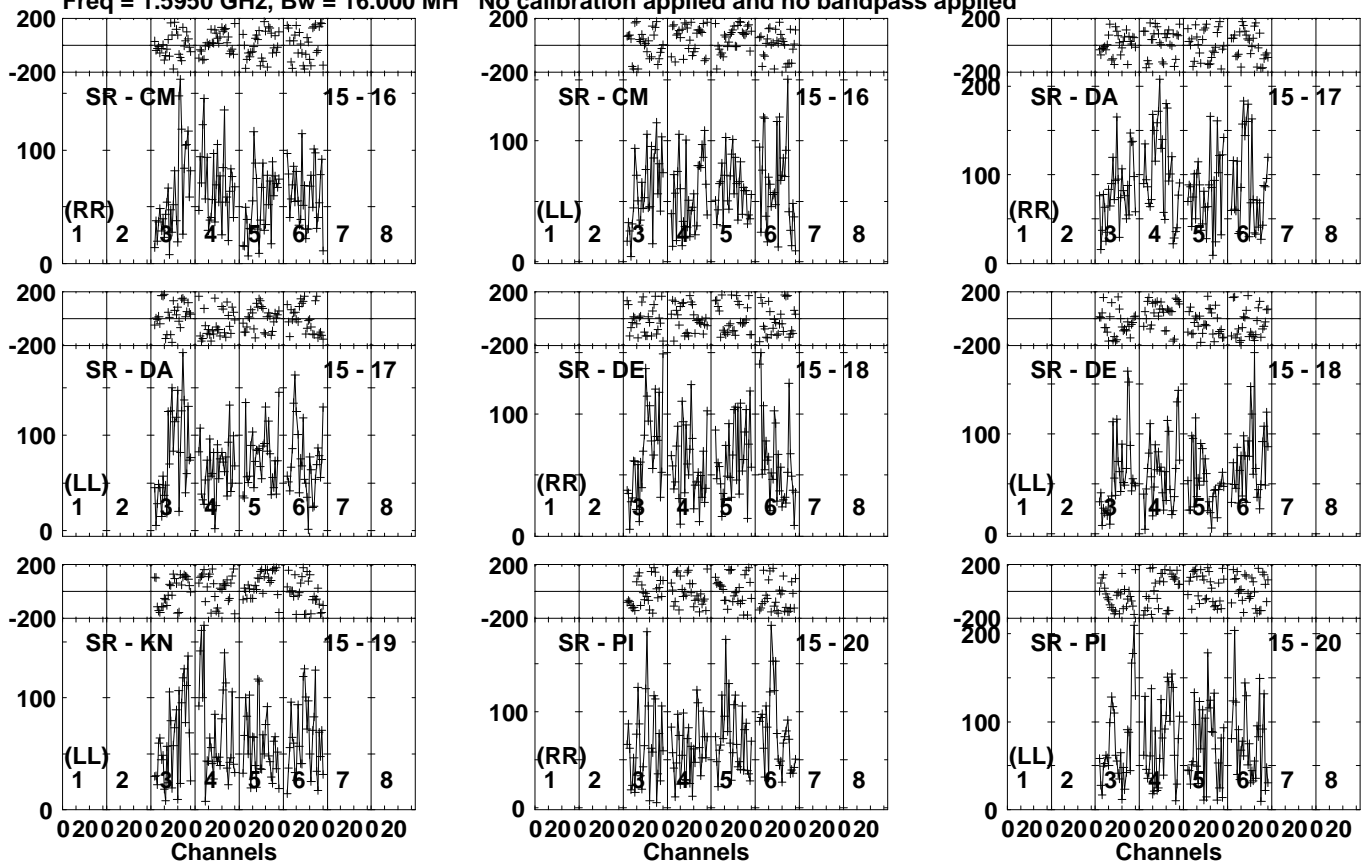 Freq = 1.5950 GHz, Bw = 16.000 MH No calibration applied and no bandpass applied
200 200 200
-200 -200 -200
200
SR - CM 15 - 16 SR - CM 15 - 16 SR - DA 15 - 17
100 100 100
(RR) (LL) (RR)
1 2 3 4 5 6 7 8 1 2 3 4 5 6 7 8 1 2 3 4 5 6 7 8
0 0 0
200 200 200
-200 -200 -200
SR - DA 15 - 17 SR - DE 15 - 18 SR - DE 15 - 18
100 100 100
(LL) (RR) (LL)
1 2 3 4 5 6 7 8 1 2 3 4 5 6 7 8 1 2 3 4 5 6 7 8
0 0 0
200 200 200
-200 -200 -200
200
SR - KN 15 - 19 SR - PI 15 - 20 SR - PI 15 - 20
100 100 100
(LL) (RR) (LL)
1 2 3 4 5 6 7 8 1 2 3 4 5 6 7 8 1 2 3 4 5 6 7 8
0 0 0
0 20 0 20 0 20 0 20 0 20 0 20 0 20 0 20 0 20 0 20 0 20 0 20 0 20 0 20 0 20 0 20 0 20 0 20 0 20 0 20 0 20 0 20 0 20 0 20
Channels Channels Channels